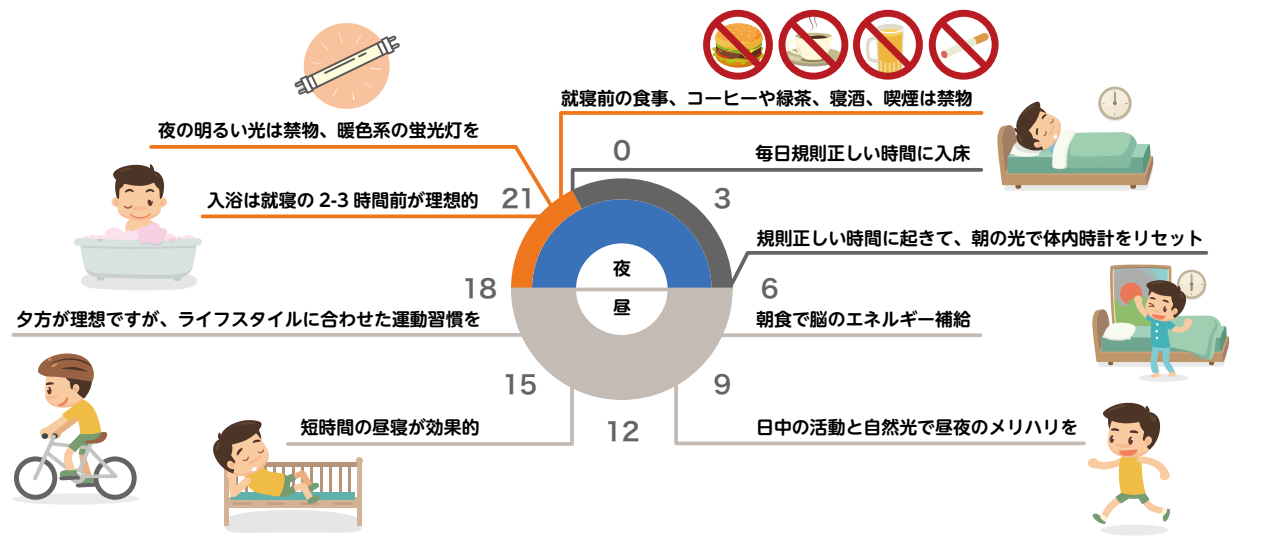 就寝前の食事、コーヒーや緑茶、寝酒、喫煙は禁物
夜の明るい光は禁物、暖色系の蛍光灯を
毎日規則正しい時間に入床
入浴は就寝の 2-3 時間前が理想的
規則正しい時間に起きて、朝の光で体内時計をリセット
夕方が理想ですが、ライフスタイルに合わせた運動習慣を
朝食で脳のエネルギー補給
短時間の昼寝が効果的
日中の活動と自然光で昼夜のメリハリを
0
3
6
9
12
15
18
21
夜
昼